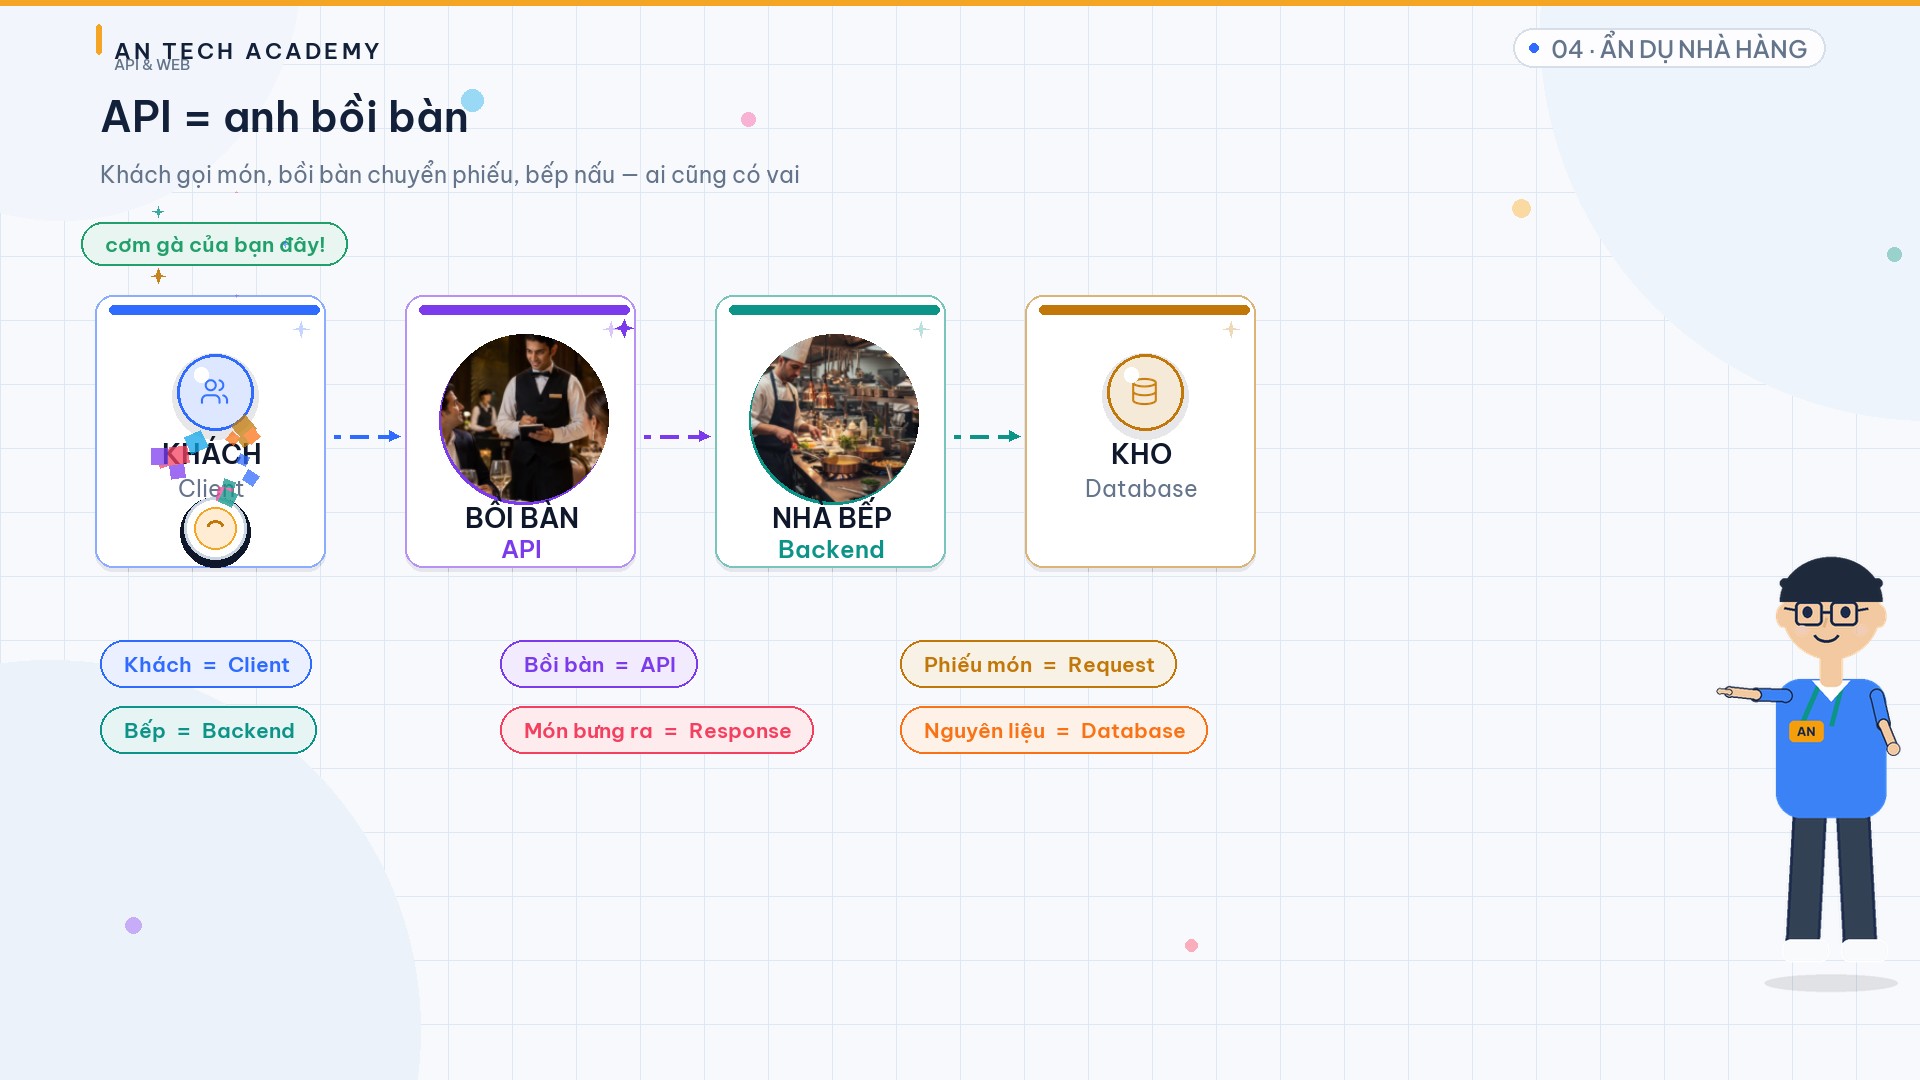 AN TECH ACADEMY
API & WEB
04 · ẨN DỤ NHÀ HÀNG
API = anh bồi bàn
Khách gọi món, bồi bàn chuyển phiếu, bếp nấu — ai cũng có vai
cơm gà của bạn đây!
KHÁCH
Client
BỒI BÀN
API
NHÀ BẾP
Backend
KHO
Database
Khách = Client
Bồi bàn = API
Phiếu món = Request
Bếp = Backend
Món bưng ra = Response
Nguyên liệu = Database
AN